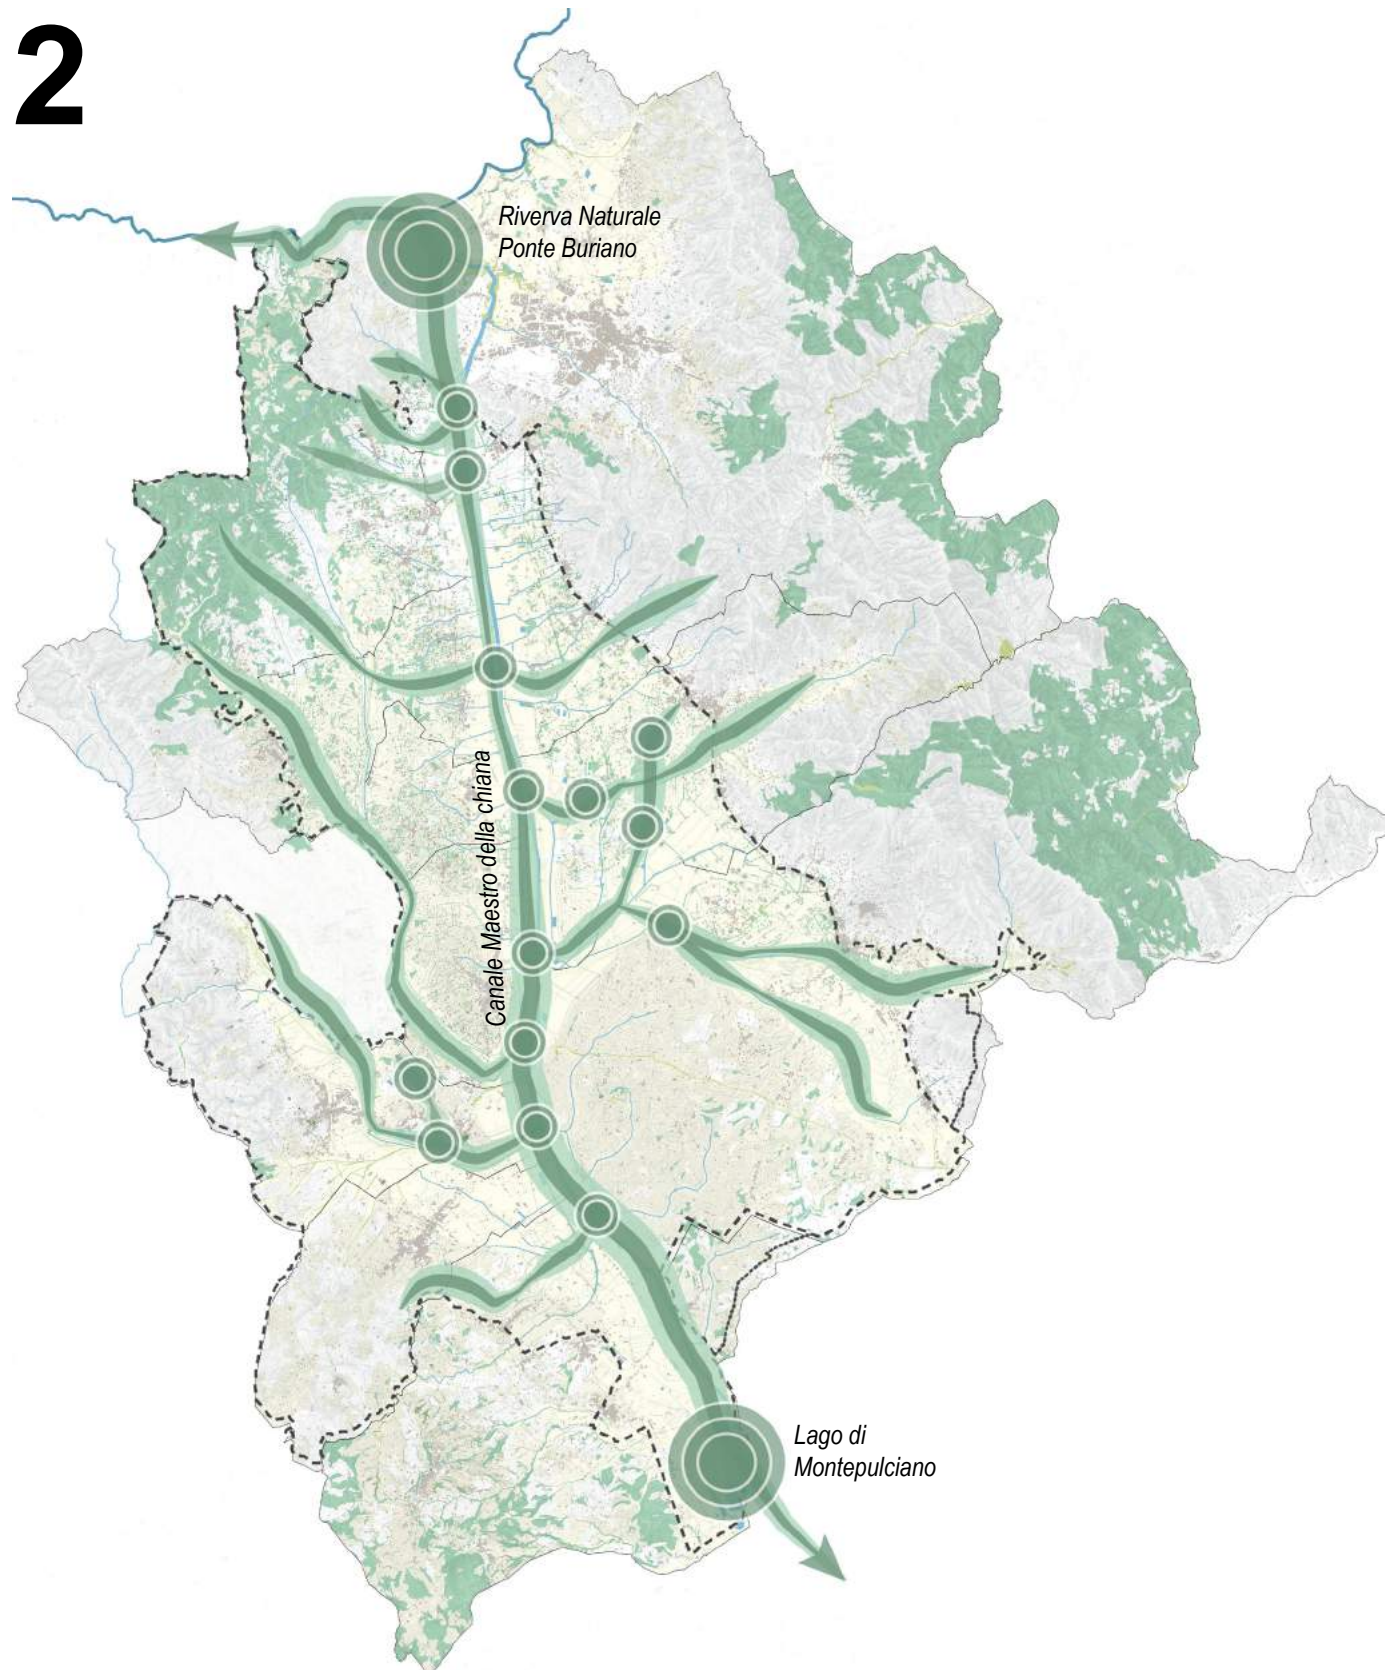 2
Riverva Naturale
Ponte Buriano
Canale Maestro della chiana
Lago di
Montepulciano